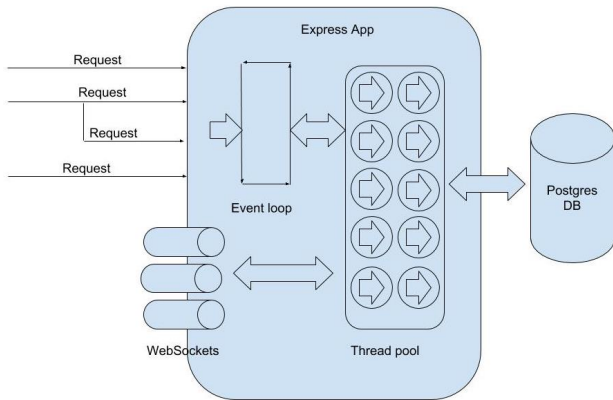 Express App
Request
Request
Request
Request
Event loop
Postgres
DB
WebSockets
Thread pool